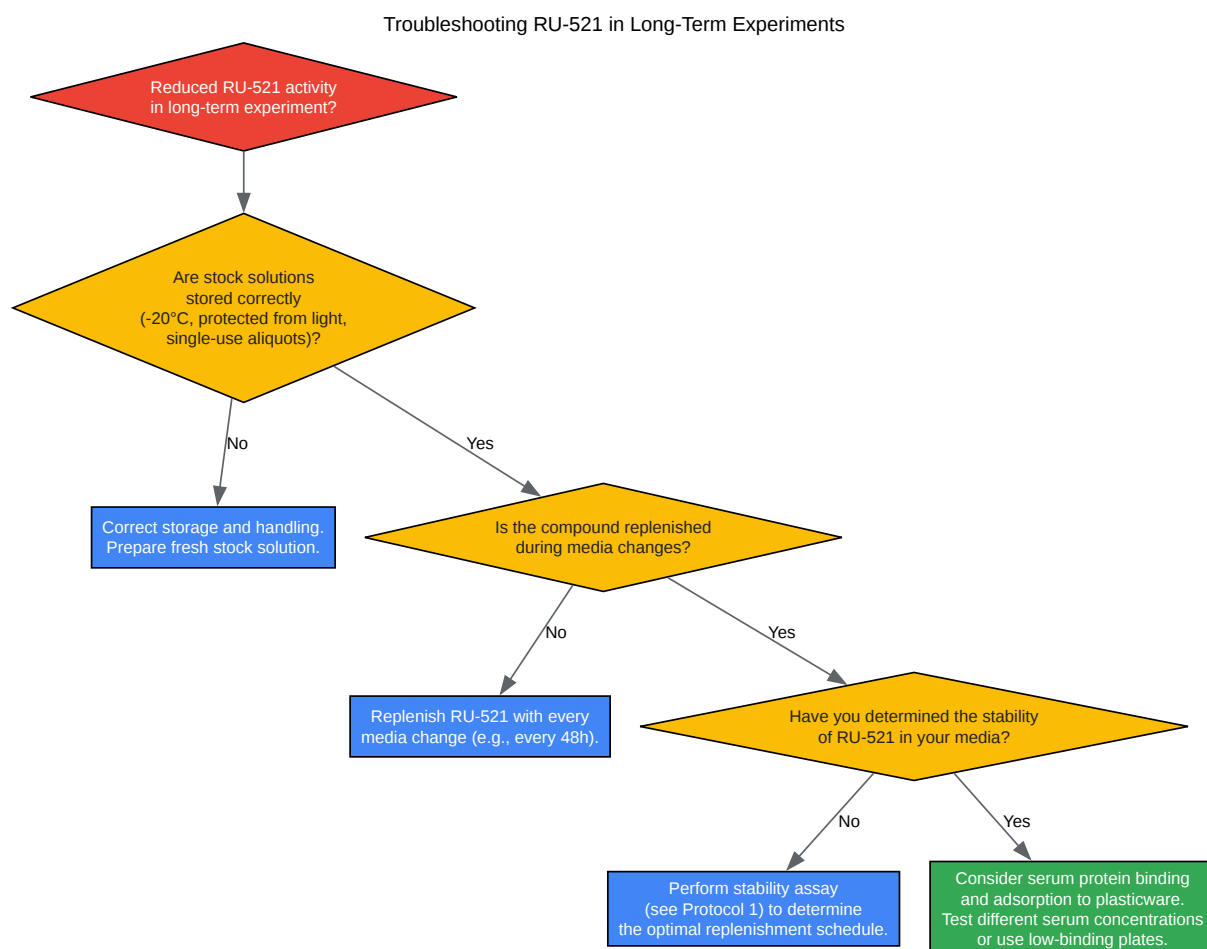 Troubleshooting RU-521 in Long-Term Experiments
Reduced RU-521 activity
in long-term experiment?
Are stock solutions
stored correctly
(-20°C, protected from light,
single-use aliquots)?
No
Yes
Correct storage and handling.
Prepare fresh stock solution.
Is the compound replenished
during media changes?
No
Yes
Replenish RU-521 with every
media change (e.g., every 48h).
Have you determined the stability
of RU-521 in your media?
No
Yes
Perform stability assay
(see Protocol 1) to determine
the optimal replenishment schedule.
Consider serum protein binding
and adsorption to plasticware.
Test different serum concentrations
or use low-binding plates.